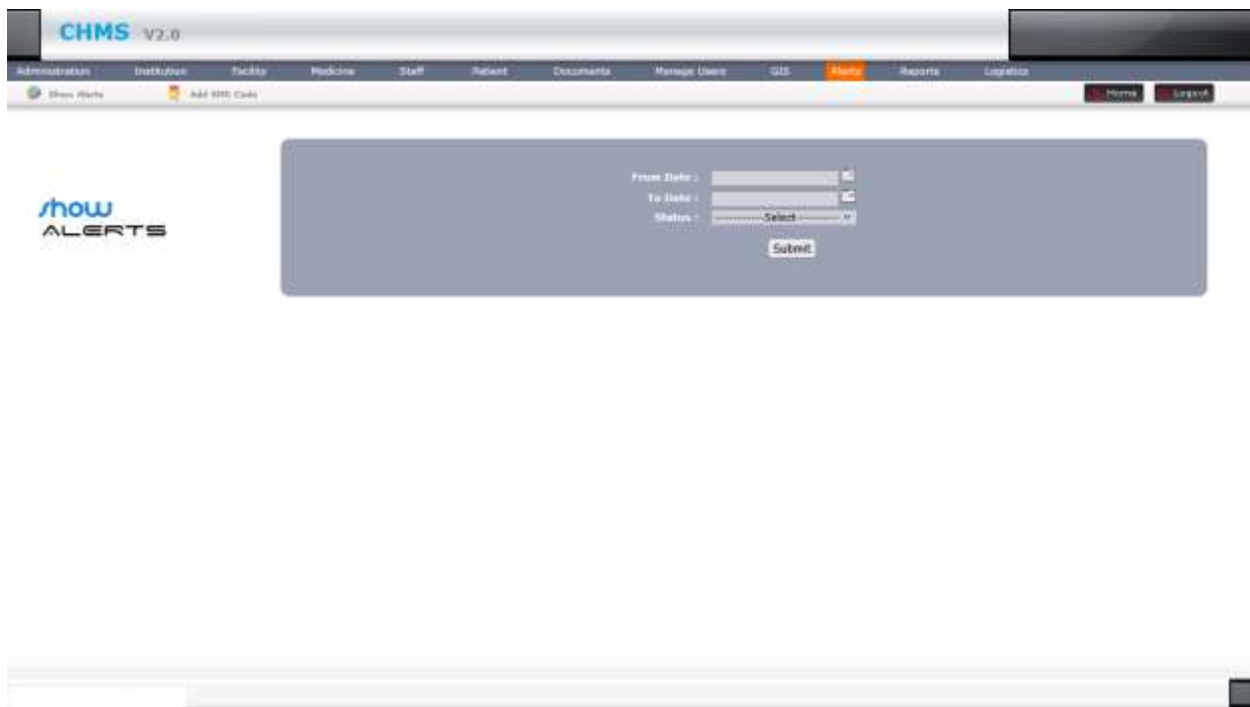 CHMS V2.0
Administration Institution Facility Medicine Staff Patient Documents Manage Users GIS Alerts Reports Logistics
Show Alerts Add SMS Code Home Logout
show
ALERTS
From Date :
To Date :
Status : ----------Select----------
Submit